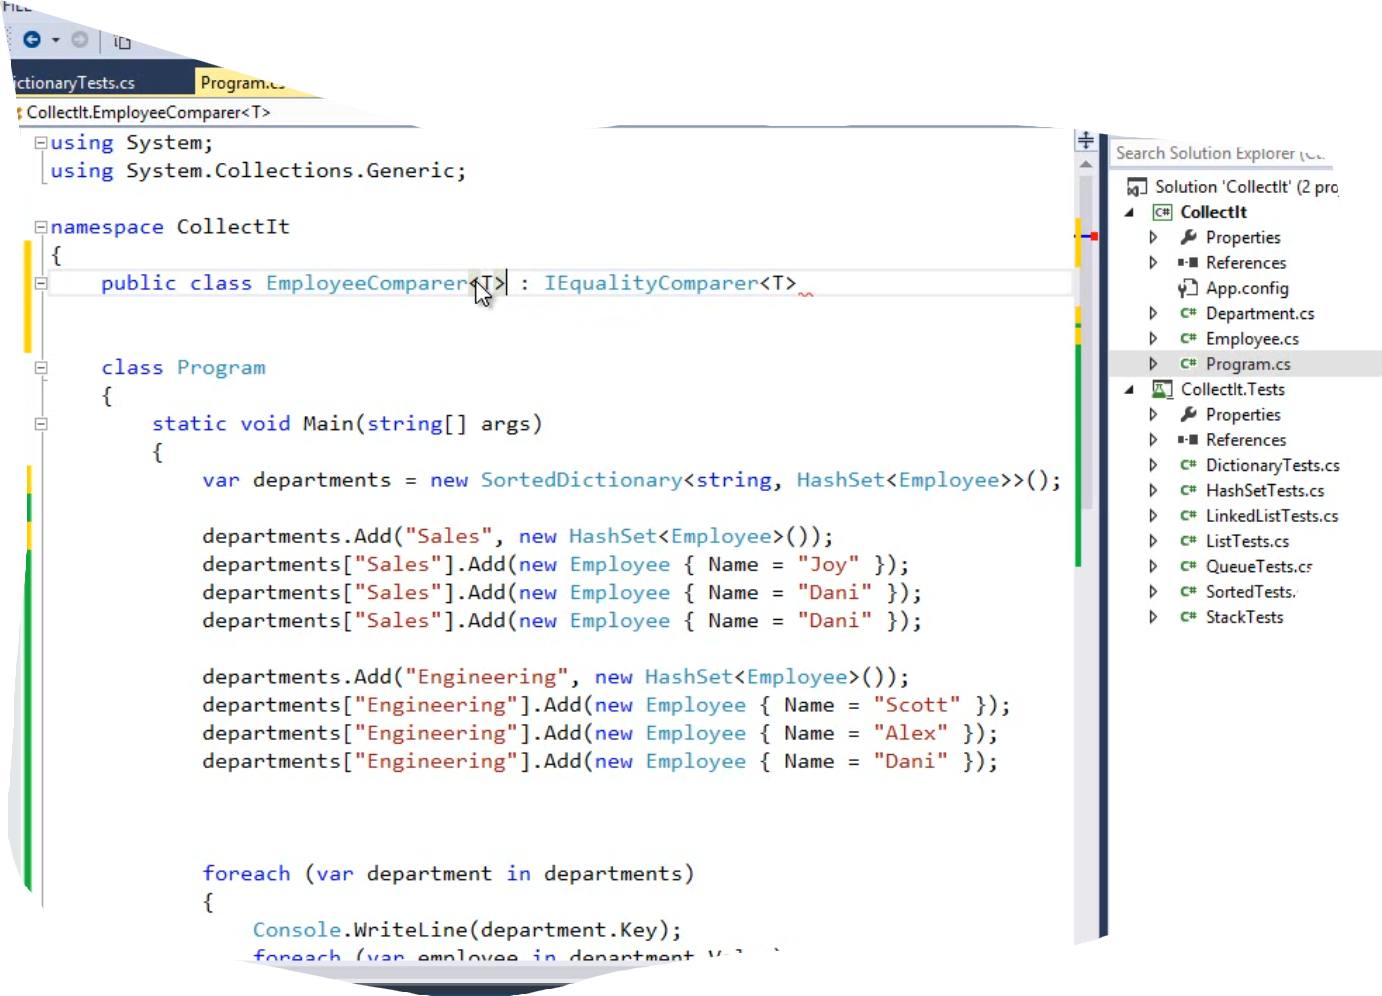 FILE
ictionaryTests.cs Program.cs
CollectIt.EmployeeComparer<T>
using System;
using System.Collections.Generic;
namespace CollectIt
{
public class EmployeeComparer<T> : IEqualityComparer<T>
class Program
{
static void Main(string[] args)
{
var departments = new SortedDictionary<string, HashSet<Employee>>();
departments.Add("Sales", new HashSet<Employee>());
departments["Sales"].Add(new Employee { Name = "Joy" });
departments["Sales"].Add(new Employee { Name = "Dani" });
departments["Sales"].Add(new Employee { Name = "Dani" });
departments.Add("Engineering", new HashSet<Employee>());
departments["Engineering"].Add(new Employee { Name = "Scott" });
departments["Engineering"].Add(new Employee { Name = "Alex" });
departments["Engineering"].Add(new Employee { Name = "Dani" });
foreach (var department in departments)
{
Console.WriteLine(department.Key);
foreach (var employee in department
Search Solution Explorer
Solution 'CollectIt' (2 pro
CollectIt
Properties
References
App.config
Department.cs
Employee.cs
Program.cs
CollectIt.Tests
Properties
References
DictionaryTests.cs
HashSetTests.cs
LinkedListTests.cs
ListTests.cs
QueueTests.cs
SortedTests.
StackTests